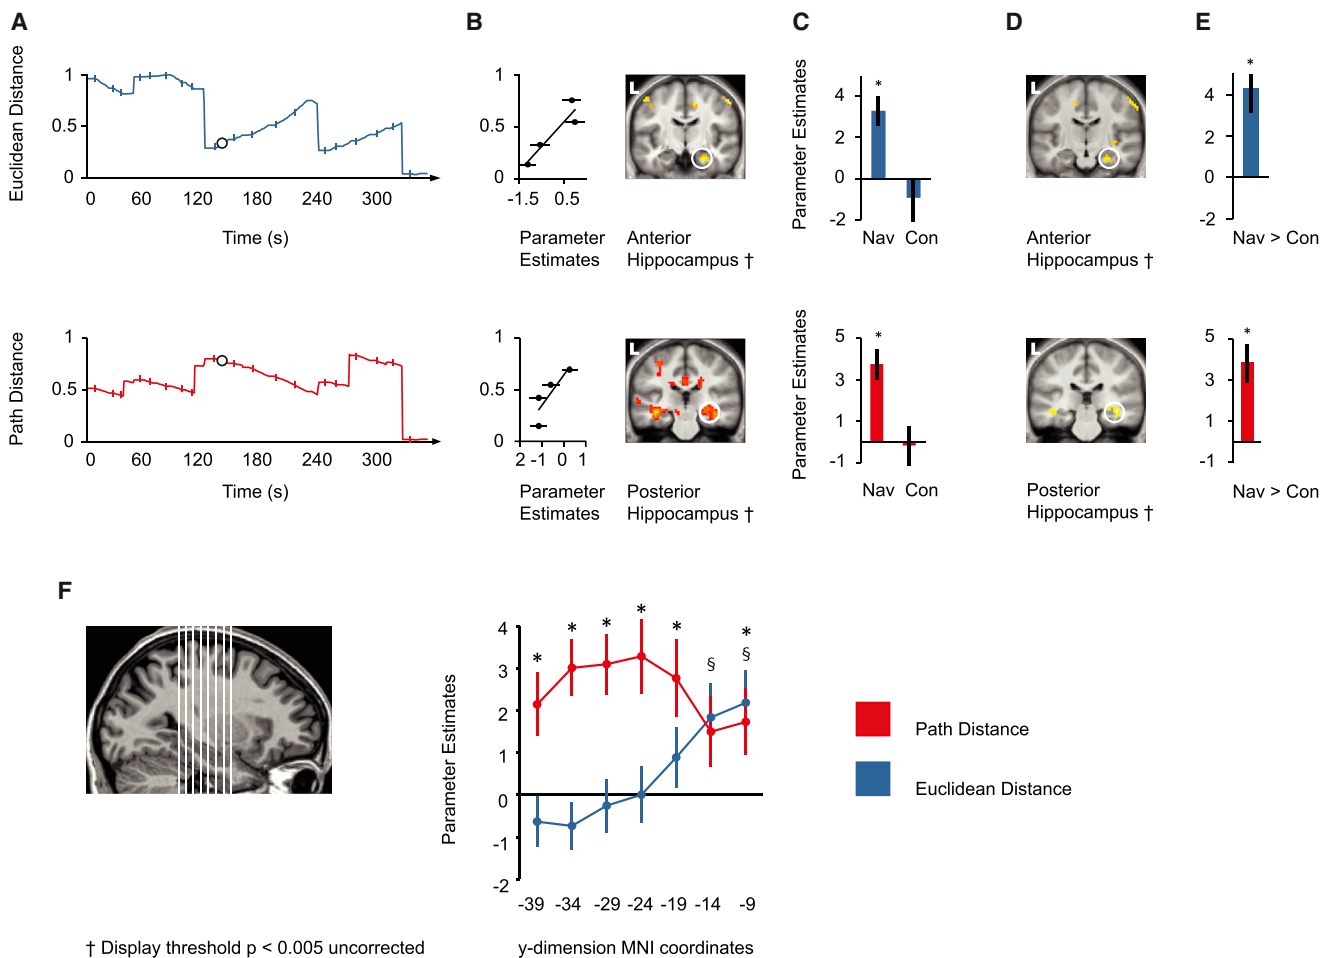 A
B
C
D
E
Euclidean Distance
1
0.5
0
0 60 120 180 240 300
Time (s)
1
0.5
0
-1.5 0.5
Parameter
Estimates
L
Anterior
Hippocampus †
Parameter Estimates
4
2
0
-2
*
Nav Con
L
Anterior
Hippocampus †
*
4
2
0
-2
Nav > Con
Path Distance
1
0.5
0
0 60 120 180 240 300
Time (s)
1
0.5
0
2 -1 0 1
Parameter
Estimates
L
Posterior
Hippocampus †
Parameter Estimates
5
3
1
-1
*
Nav Con
L
Posterior
Hippocampus †
*
5
3
1
-1
Nav > Con
F
Parameter Estimates
4
3
2
1
0
-1
-2
* * * * * § * §
-39 -34 -29 -24 -19 -14 -9
y-dimension MNI coordinates
Path Distance
Euclidean Distance
† Display threshold p < 0.005 uncorrected